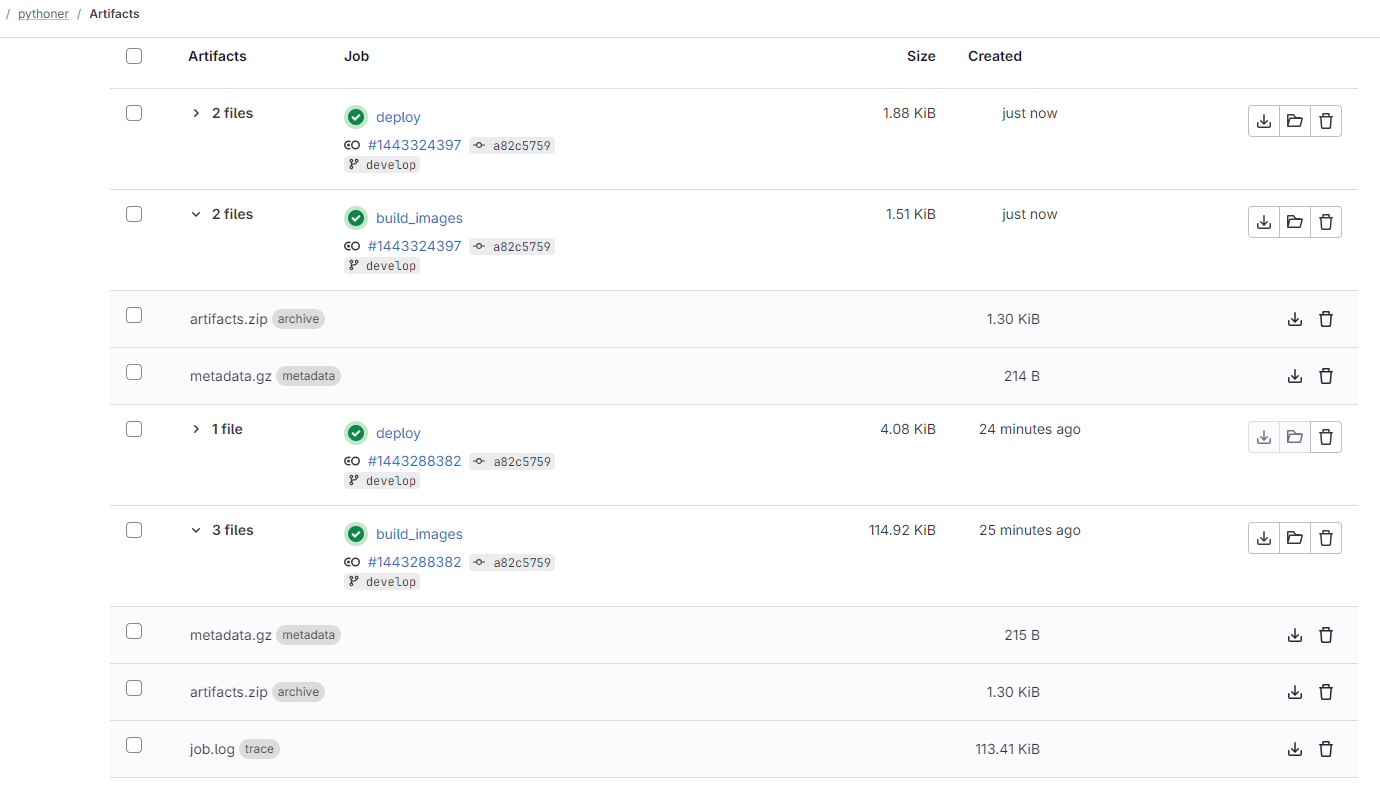 / pythoner / Artifacts
Artifacts Job Size Created
2 files deploy 1.88 KiB just now
#1443324397 a82c5759
develop
2 files build_images 1.51 KiB just now
#1443324397 a82c5759
develop
artifacts.zip archive 1.30 KiB
metadata.gz metadata 214 B
1 file deploy 4.08 KiB 24 minutes ago
#1443288382 a82c5759
develop
3 files build_images 114.92 KiB 25 minutes ago
#1443288382 a82c5759
develop
metadata.gz metadata 215 B
artifacts.zip archive 1.30 KiB
job.log trace 113.41 KiB